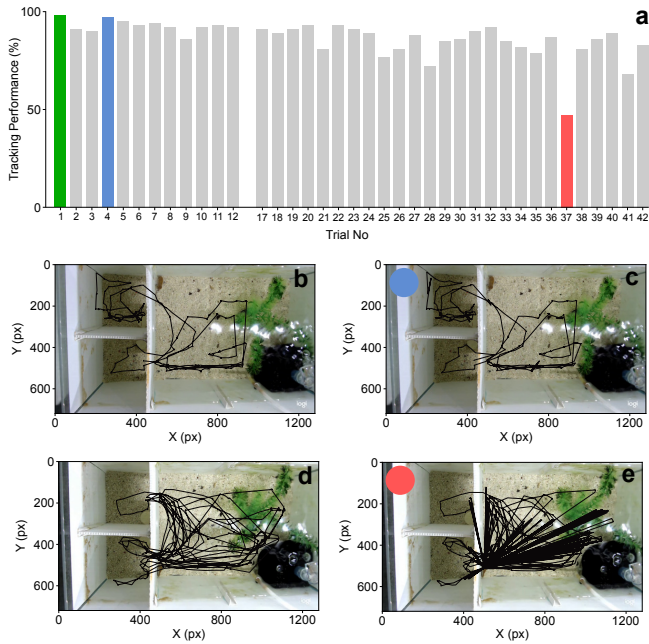 a
Tracking Performance (%)
100
50
0
1 2 3 4 5 6 7 8 9 10 11 12 17 18 19 20 21 22 23 24 25 26 27 28 29 30 31 32 33 34 35 36 37 38 39 40 41 42
Trial No
b
Y (px)
0
200
400
600
logi
0 400 800 1200
X (px)
c
Y (px)
0
200
400
600
logi
0 400 800 1200
X (px)
d
Y (px)
0
200
400
600
0 400 800 1200
X (px)
e
Y (px)
0
200
400
600
0 400 800 1200
X (px)